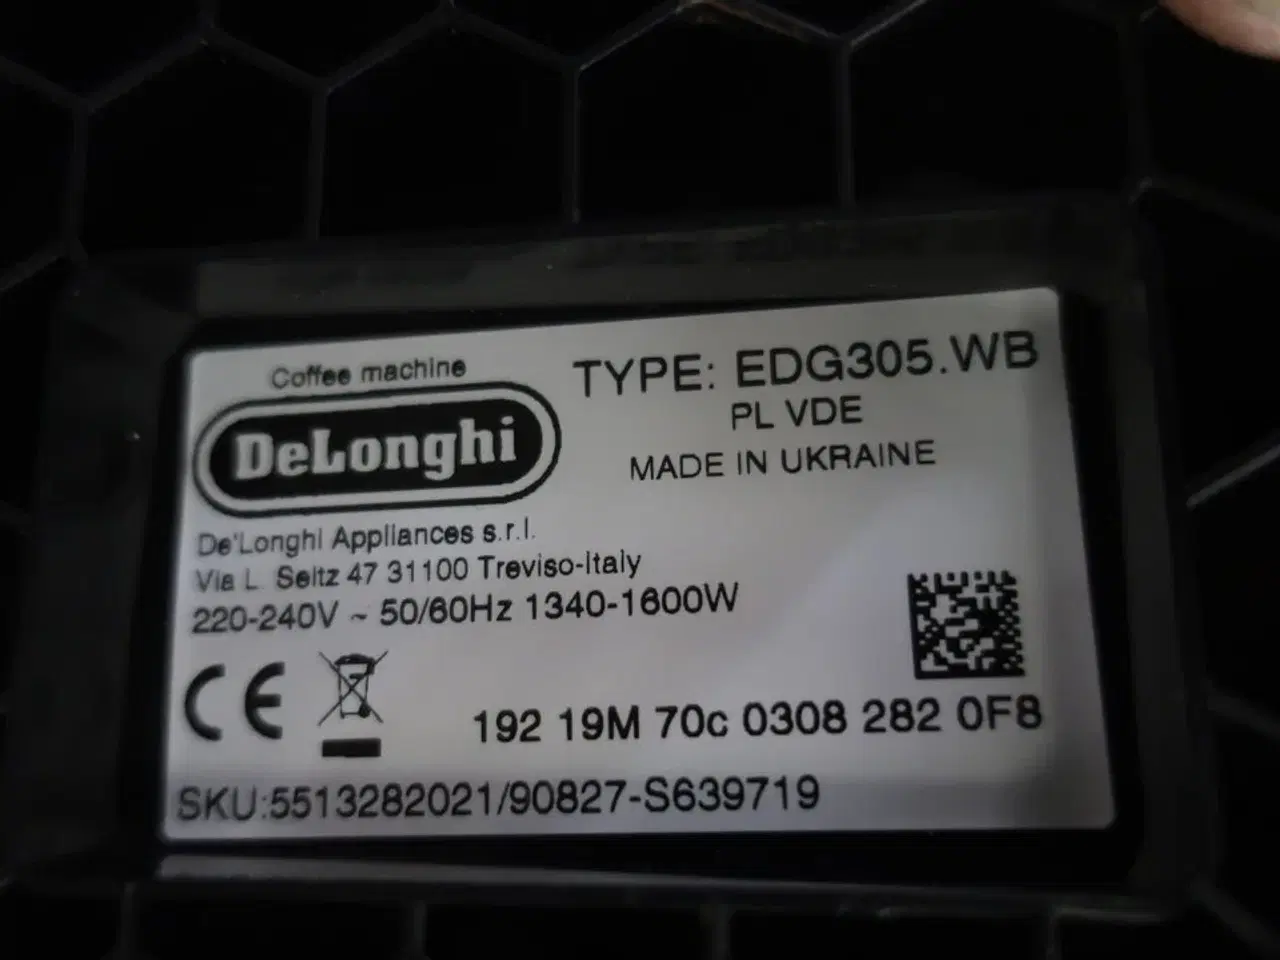 Coffee machine
DeLonghi
TYPE: EDG305.WB
PL VDE
MADE IN UKRAINE
De'Longhi Appliances s.r.l.
Via L. Seitz 47 31100 Treviso-Italy
220-240V ~ 50/60Hz 1340-1600W
CE
192 19M 70c 0308 282 0F8
SKU:5513282021/90827-S639719